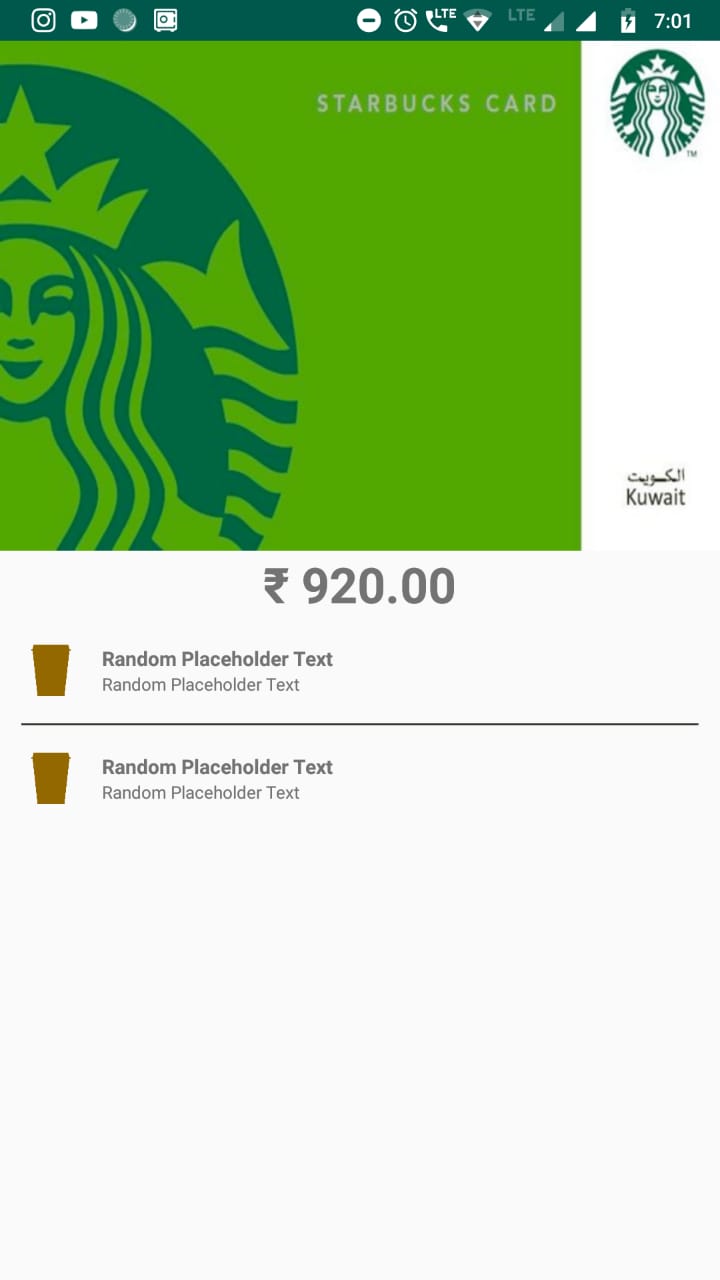 LTE LTE 7:01
STARBUCKS CARD
TM
الكويت
Kuwait
₹ 920.00
Random Placeholder Text
Random Placeholder Text
Random Placeholder Text
Random Placeholder Text